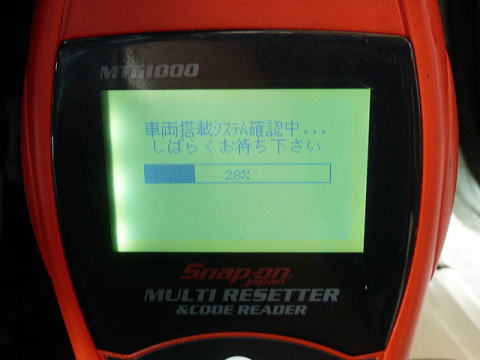 MTG1000
車両搭載ｼｽﾃﾑ確認中...
しばらくお待ち下さい
28%
Snap-on
Japan
MULTI RESETTER
& CODE READER